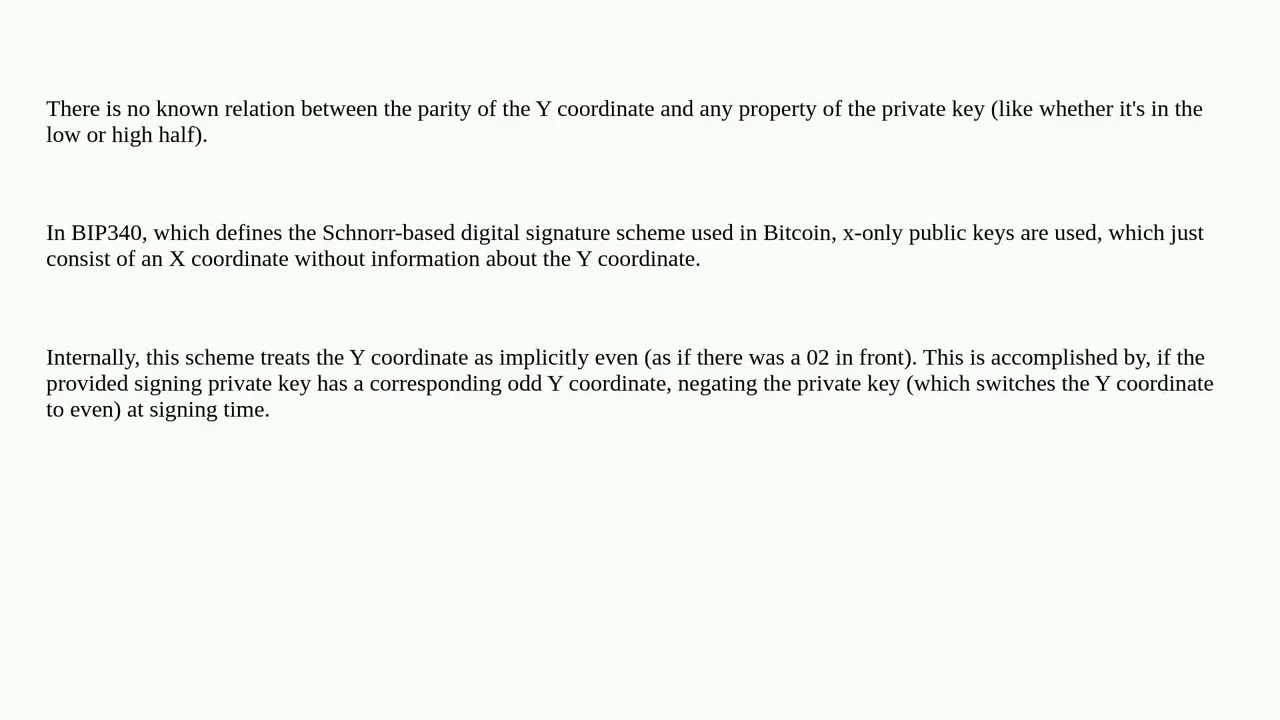 There is no known relation between the parity of the Y coordinate and any property of the private key (like whether it's in the
low or high half).
In BIP340, which defines the Schnorr-based digital signature scheme used in Bitcoin, x-only public keys are used, which just
consist of an X coordinate without information about the Y coordinate.
Internally, this scheme treats the Y coordinate as implicitly even (as if there was a 02 in front). This is accomplished by, if the
provided signing private key has a corresponding odd Y coordinate, negating the private key (which switches the Y coordinate
to even) at signing time.